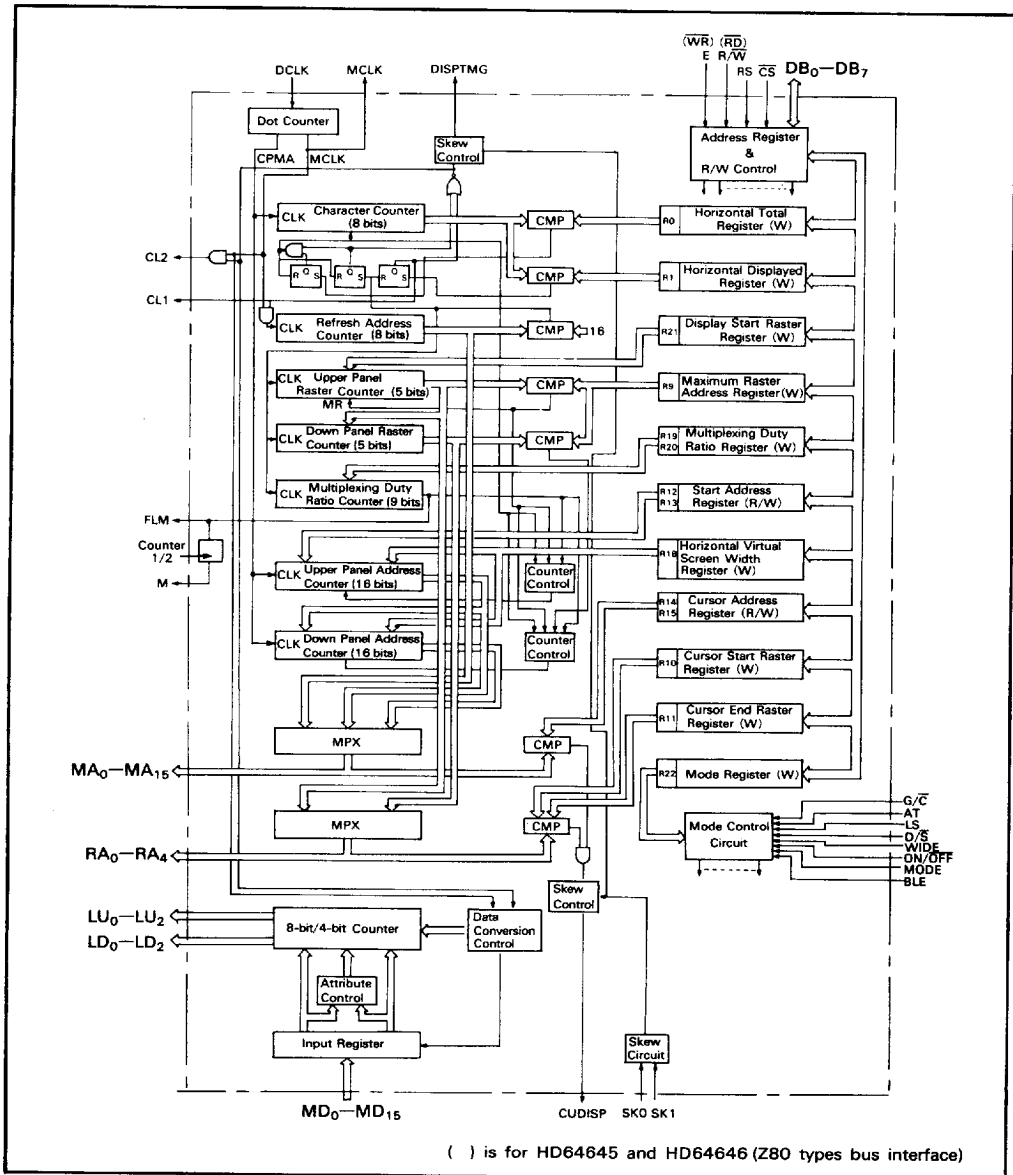 (WR) (RD)
E R/W
RS CS DB0—DB7
DCLK MCLK DISPTMG
Dot Counter
CPMA MCLK
Skew
Control
Address Register
&
R/W Control
CLK Character Counter
(8 bits)
CMP
R0 Horizontal Total
Register (W)
CL2
R Q S
R Q S
R Q S
CMP
R1 Horizontal Displayed
Register (W)
CL1
CLK Refresh Address
Counter (8 bits)
CMP 16
R21 Display Start Raster
Register (W)
CLK Upper Panel
Raster Counter (5 bits)
MR
CMP
R9 Maximum Raster
Address Register(W)
CLK Down Panel Raster
Counter (5 bits)
CMP
R19 Multiplexing Duty
R20 Ratio Register (W)
CLK Multiplexing Duty
Ratio Counter (9 bits)
R12 Start Address
R13 Register (R/W)
FLM
Counter
1/2
M
CLK Upper Panel Address
Counter (16 bits)
Counter
Control
R18 Horizontal Virtual
Screen Width
Register (W)
R14 Cursor Address
R15 Register (R/W)
CLK Down Panel Address
Counter (16 bits)
Counter
Control
R10 Cursor Start Raster
Register (W)
R11 Cursor End Raster
Register (W)
MPX
CMP
MA0—MA15
R22 Mode Register (W)
MPX
CMP
RA0—RA4
Mode Control
Circuit
G/C
AT
LS
D/S
WIDE
ON/OFF
MODE
BLE
Skew
Control
LU0—LU2
LD0—LD2
8-bit/4-bit Counter
Data
Conversion
Control
Attribute
Control
Input Register
Skew
Circuit
MD0—MD15
CUDISP SK0 SK1
( ) is for HD64645 and HD64646 (Z80 types bus interface)